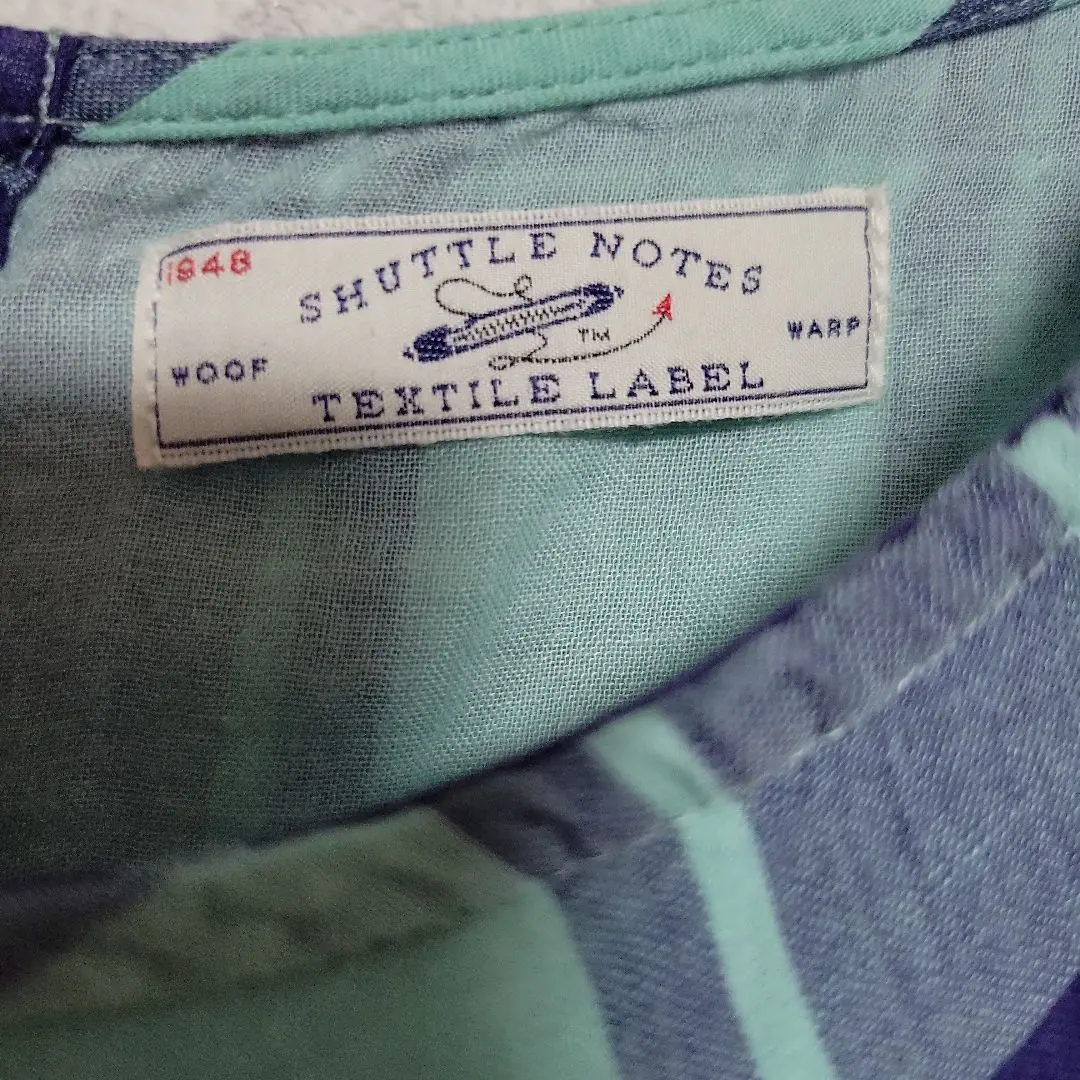 1948
SHUTTLE NOTES
TM
WOOF
WARP
TEXTILE LABEL